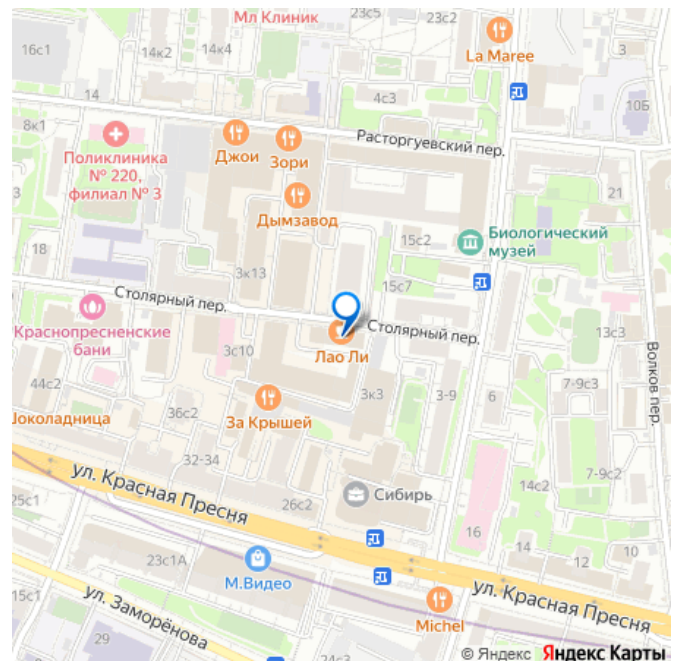 Мл Клиник
23с5
23с2
16с1
14к2
14к4
La Maree
3
14
4с3
10Б
8к1
Расторгуевский пер.
Поликлиника
№ 220,
филиал № 3
Джои
Зори
21
Дымзавод
15с2
Биологический
музей
18
3к13
15с7
Столярный пер.
Столярный пер.
13с3
Краснопресненские
бани
3с10
Лао Ли
Волков пер.
44с2
3к3
3-9
6
7-9с3
Шоколадница
36с2
За Крышей
32-34
7-9с2
ул. Красная Пресня
26с2
Сибирь
14с2
25с1
16
14
12
10
23с1А
М.Видео
ул. Красная Пресня
15с1
ул. Заморёнова
Michel
29
24с3
© Яндекс Яндекс Карты